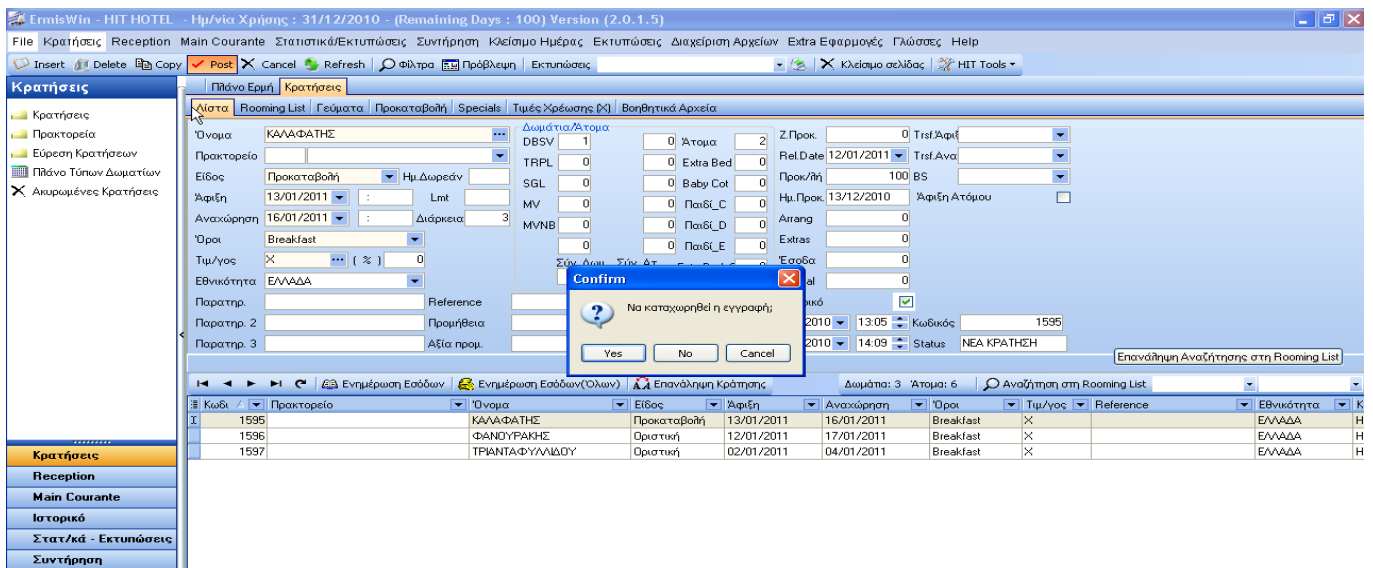 ErmisWin - HIT HOTEL - Ημ/νία Χρήσης : 31/12/2010 - (Remaining Days : 100) Version (2.0.1.5)
File Κρατήσεις Reception Main Courante Στατιστικά/Εκτυπώσεις Συντήρηση Κλείσιμο Ημέρας Εκτυπώσεις Διαχείριση Αρχείων Extra Εφαρμογές Γλώσσες Help
Insert Delete Copy Post Cancel Refresh Φίλτρα Πρόβλεψη Εκτυπώσεις Κλείσιμο σελίδας HIT Tools
Κρατήσεις
Κρατήσεις
Πρακτορεία
Εύρεση Κρατήσεων
Πλάνο Τύπων Δωματίων
Ακυρωμένες Κρατήσεις
Κρατήσεις
Reception
Main Courante
Ιστορικό
Στατ/κά - Εκτυπώσεις
Συντήρηση
Πλάνο Ερμή Κρατήσεις
Λίστα Rooming List Γεύματα Προκαταβολή Specials Τιμές Χρέωσης (Χ) Βοηθητικά Αρχεία
Όνομα ΚΑΛΑΦΑΤΗΣ
Πρακτορείο
Είδος Προκαταβολή Ημ.Δωρεάν
Άφιξη 13/01/2011 : Lmt
Αναχώρηση 16/01/2011 : Διάρκεια 3
Όροι Breakfast
Τιμ/γος Χ ( % ) 0
Εθνικότητα ΕΛΛΑΔΑ
Παρατηρ. Reference
Παρατηρ. 2 Προμήθεια
Παρατηρ. 3 Αξία προμ.
Δωμάτια/Άτομα
DBSV 1 0 Άτομα 2
TRPL 0 0 Extra Bed 0
SGL 0 0 Baby Cot 0
MV 0 0 Παιδί_C 0
MVNB 0 0 Παιδί_D 0
0 0 Παιδί_E 0
Ζ.Προκ. 0 Trsf.Αφιξ
Rel.Date 12/01/2011 Trsf.Ανα
Προκ/λή 100 BS
Ημ.Προκ. 13/12/2010 Άφιξη Ατόμου
Arrang 0
Extras 0
Έσοδα 0
0
2010 13:05 Κωδικός 1595
2010 14:09 Status ΝΕΑ ΚΡΑΤΗΣΗ
Confirm
Να καταχωρηθεί η εγγραφή;
Yes No Cancel
Επανάληψη Αναζήτησης στη Rooming List
Ενημέρωση Εσόδων Ενημέρωση Εσόδων(Όλων) Επανάληψη Κράτησης Δωμάτια: 3 Άτομα: 6 Αναζήτηση στη Rooming List
Κωδι Πρακτορείο Όνομα Είδος Άφιξη Αναχώρηση Όροι Τιμ/γος Reference Εθνικότητα Κ
1595 ΚΑΛΑΦΑΤΗΣ Προκαταβολή 13/01/2011 16/01/2011 Breakfast Χ ΕΛΛΑΔΑ Η
1596 ΦΑΝΟΥΡΑΚΗΣ Οριστική 12/01/2011 17/01/2011 Breakfast Χ ΕΛΛΑΔΑ Η
1597 ΤΡΙΑΝΤΑΦΥΛΛΙΔΟΥ Οριστική 02/01/2011 04/01/2011 Breakfast Χ ΕΛΛΑΔΑ Η